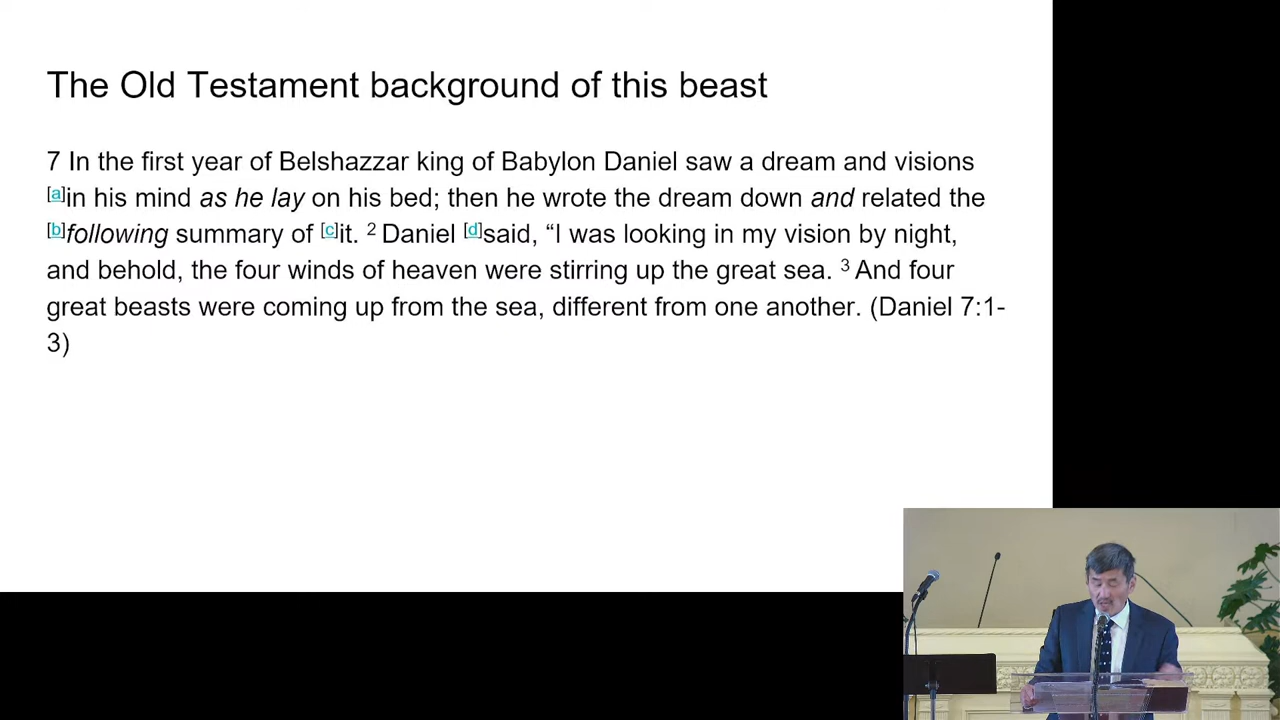 The Old Testament background of this beast
7 In the first year of Belshazzar king of Babylon Daniel saw a dream and visions
[a]in his mind as he lay on his bed; then he wrote the dream down and related the
[b]following summary of [c]it. 2 Daniel [d]said, “I was looking in my vision by night,
and behold, the four winds of heaven were stirring up the great sea. 3 And four
great beasts were coming up from the sea, different from one another. (Daniel 7:1-
3)